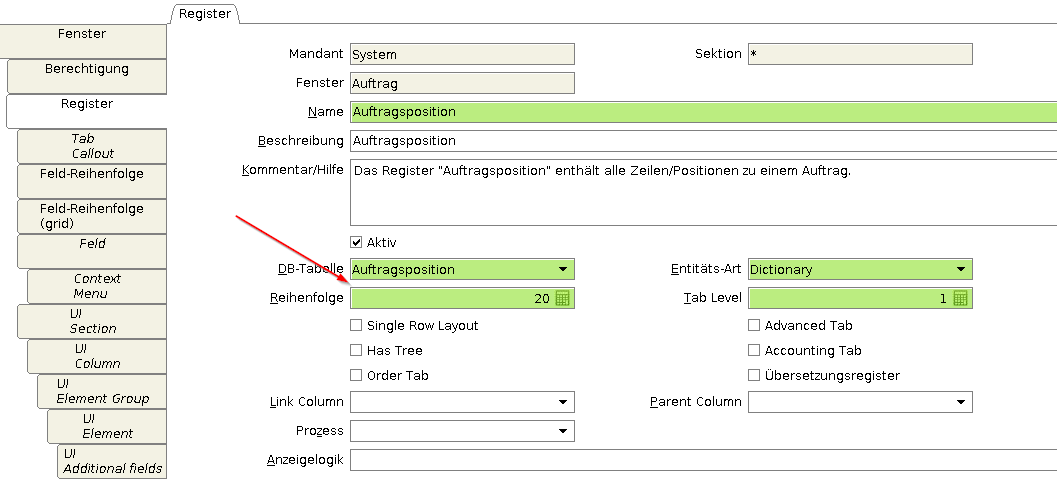 Register
Fenster
Berechtigung
Register
Tab
Callout
Feld-Reihenfolge
Feld-Reihenfolge
(grid)
Feld
Context
Menu
UI
Section
UI
Column
UI
Element Group
UI
Element
UI
Additional fields
Mandant System Sektion *
Fenster Auftrag
Name Auftragsposition
Beschreibung Auftragsposition
Kommentar/Hilfe Das Register "Auftragsposition" enthält alle Zeilen/Positionen zu einem Auftrag.
Aktiv
DB-Tabelle Auftragsposition Entitäts-Art Dictionary
Reihenfolge 20 Tab Level 1
Single Row Layout Advanced Tab
Has Tree Accounting Tab
Order Tab Übersetzungsregister
Link Column Parent Column
Prozess
Anzeigelogik